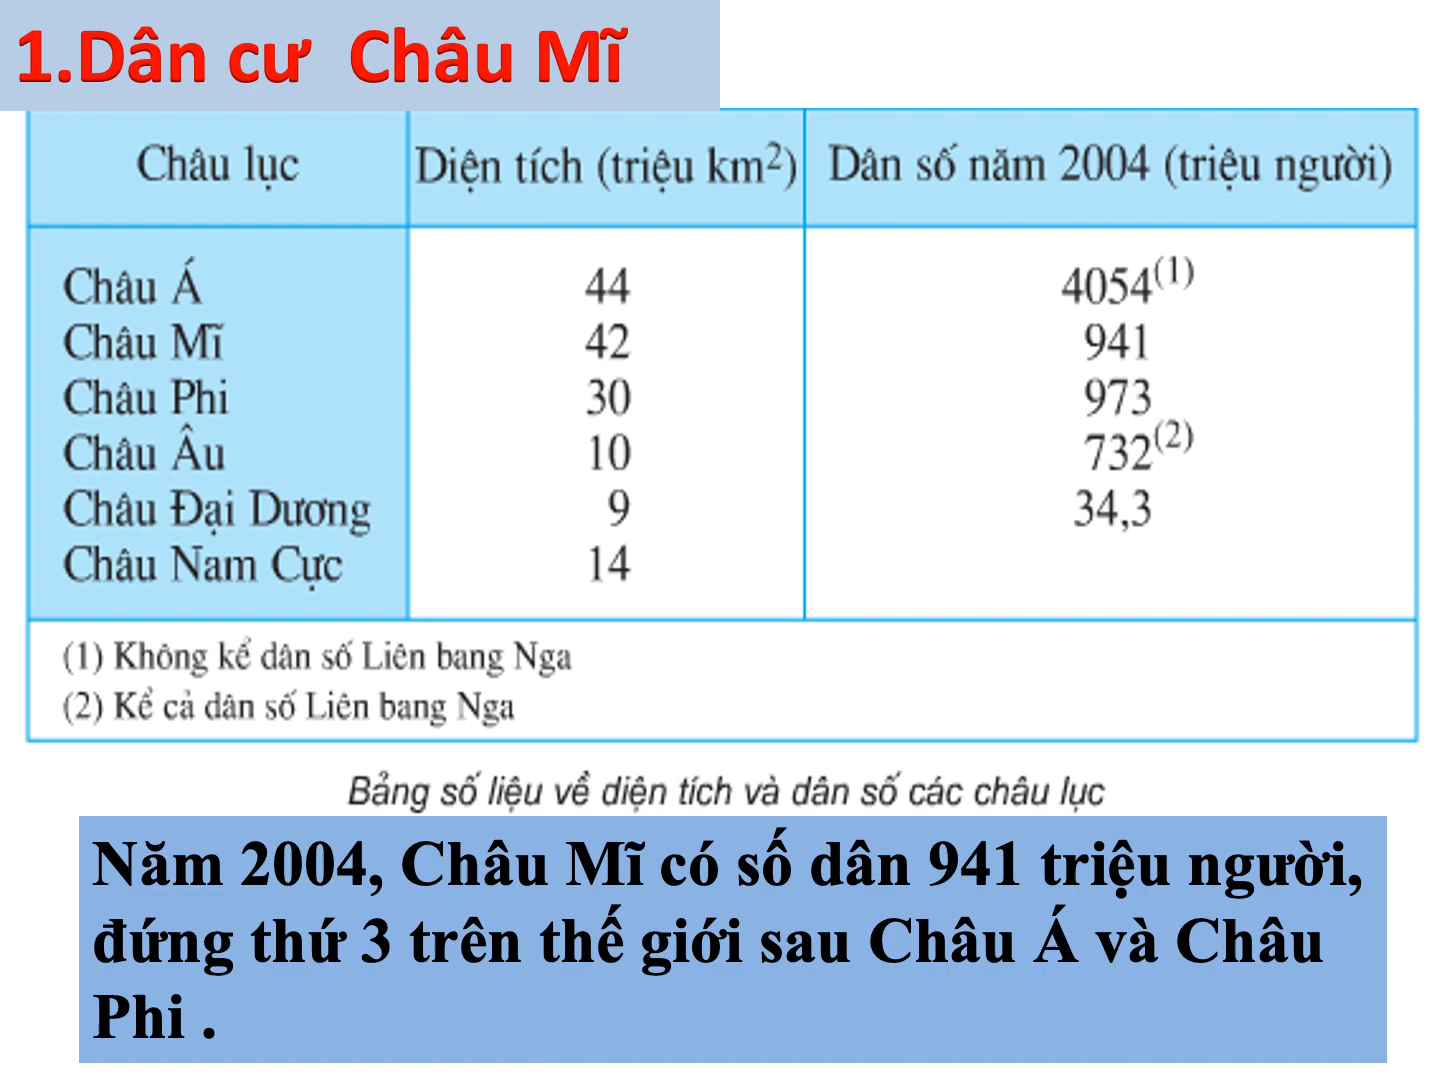 1.Dân cư Châu Mĩ
Châu lục Diện tích (triệu km²) Dân số năm 2004 (triệu người)
Châu Á 44 4054(1)
Châu Mĩ 42 941
Châu Phi 30 973
Châu Âu 10 732(2)
Châu Đại Dương 9 34,3
Châu Nam Cực 14
(1) Không kể dân số Liên bang Nga
(2) Kể cả dân số Liên bang Nga
Bảng số liệu về diện tích và dân số các châu lục
Năm 2004, Châu Mĩ có số dân 941 triệu người,
đứng thứ 3 trên thế giới sau Châu Á và Châu
Phi .